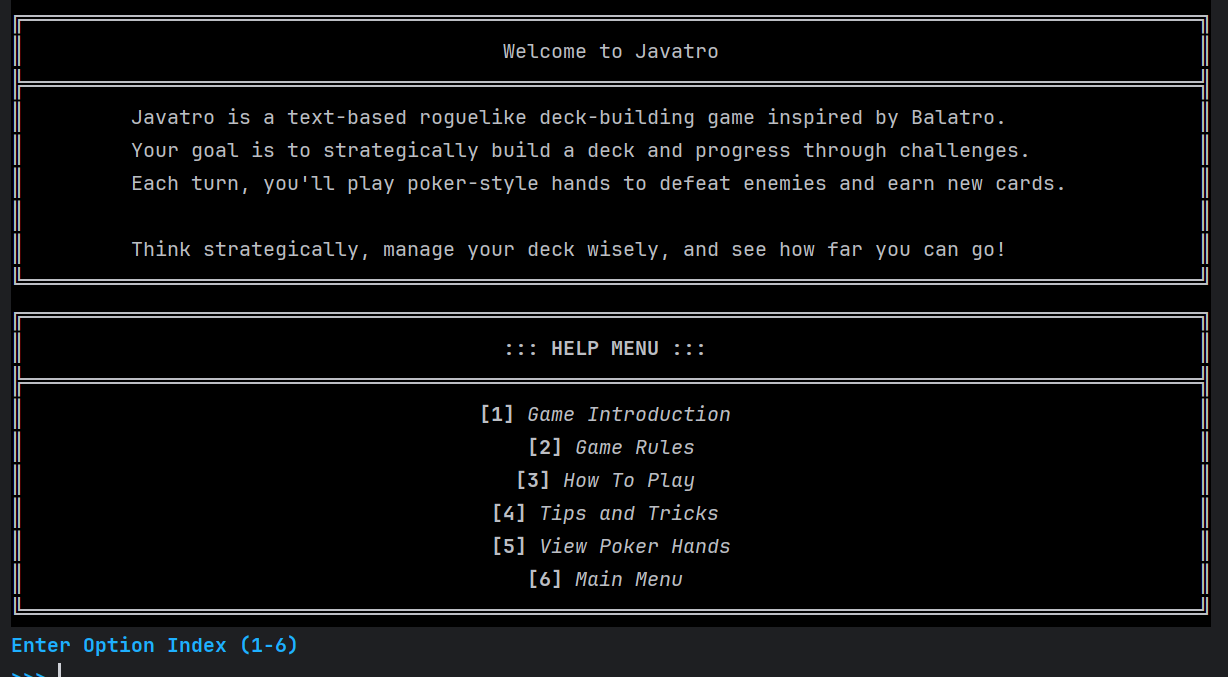 Welcome to Javatro
Javatro is a text-based roguelike deck-building game inspired by Balatro.
Your goal is to strategically build a deck and progress through challenges.
Each turn, you'll play poker-style hands to defeat enemies and earn new cards.
Think strategically, manage your deck wisely, and see how far you can go!
::: HELP MENU :::
[1] Game Introduction
[2] Game Rules
[3] How To Play
[4] Tips and Tricks
[5] View Poker Hands
[6] Main Menu
Enter Option Index (1-6)
>>>